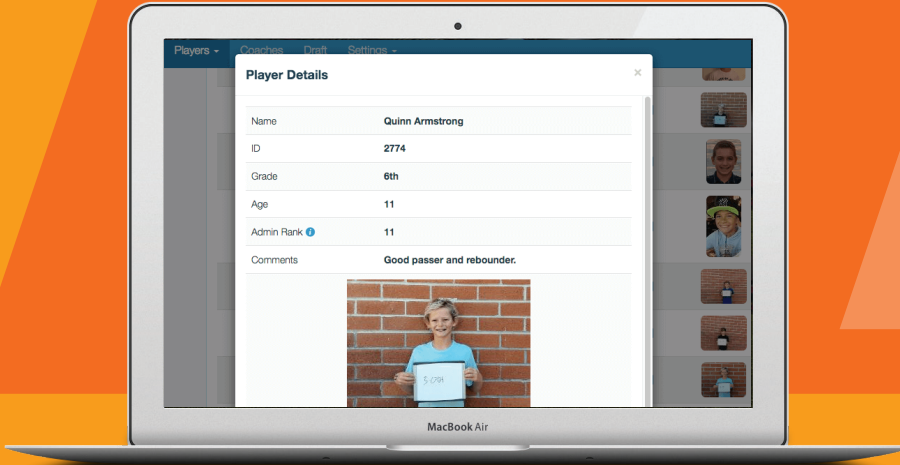 Players
Coaches
Draft
Settings
Player Details
×
Name Quinn Armstrong
ID 2774
Grade 6th
Age 11
Admin Rank i 11
Comments Good passer and rebounder.
MacBook Air